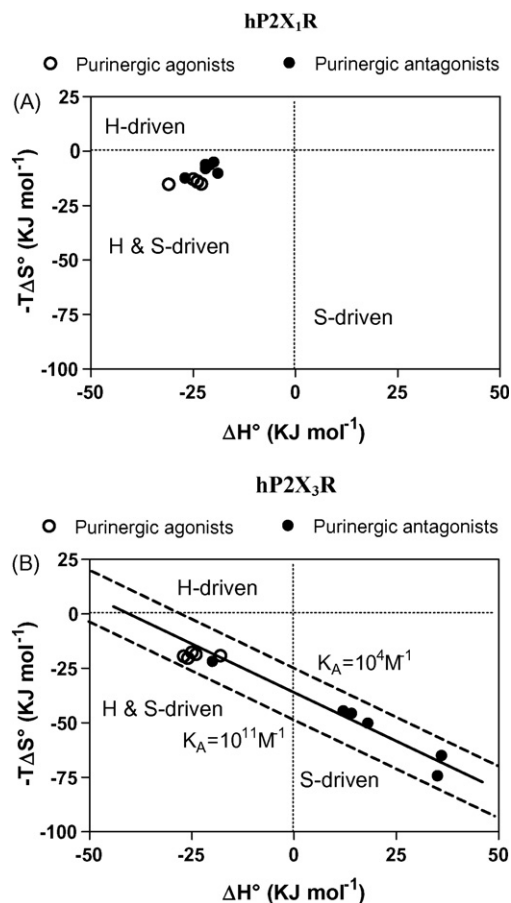 hP2X₁R
○ Purinergic agonists ● Purinergic antagonists
(A)
25
H-driven
0
-25
H & S-driven
-50
S-driven
-75
-100
-50 -25 0 25 50
-TΔS° (KJ mol⁻¹)
ΔH° (KJ mol⁻¹)
hP2X₃R
○ Purinergic agonists ● Purinergic antagonists
(B)
25
H-driven
0
-25
K_A=10⁴M⁻¹
H & S-driven
-50
K_A=10¹¹M⁻¹
S-driven
-75
-100
-50 -25 0 25 50
-TΔS° (KJ mol⁻¹)
ΔH° (KJ mol⁻¹)